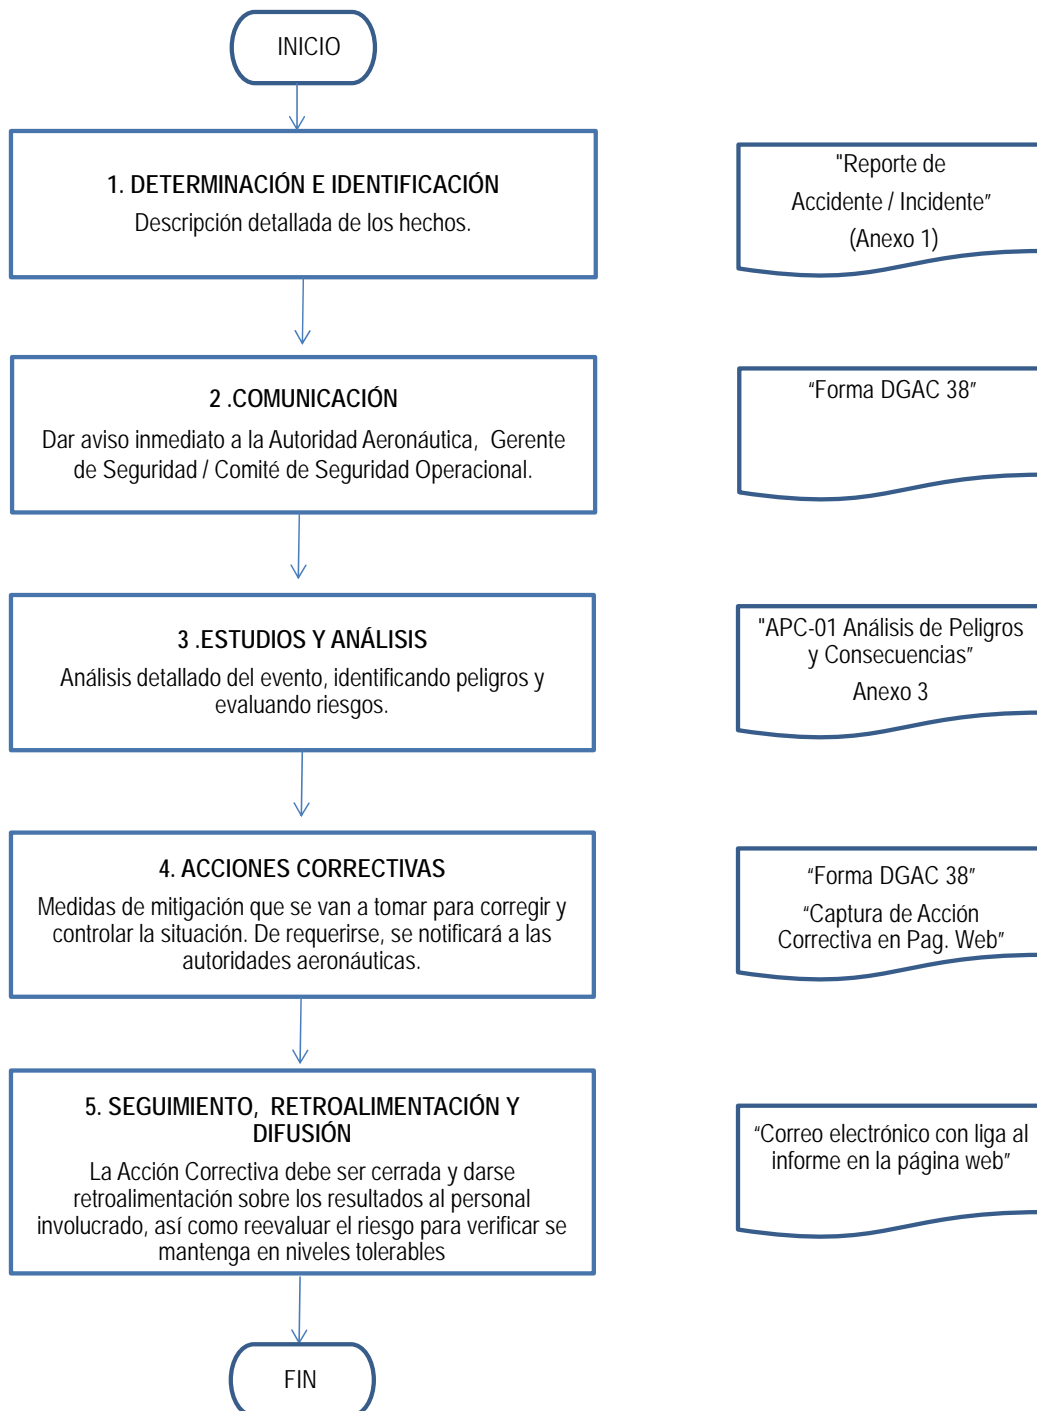 INICIO
1. DETERMINACIÓN E IDENTIFICACIÓN
Descripción detallada de los hechos.
"Reporte de
Accidente / Incidente"
(Anexo 1)
2 .COMUNICACIÓN
Dar aviso inmediato a la Autoridad Aeronáutica, Gerente
de Seguridad / Comité de Seguridad Operacional.
"Forma DGAC 38"
3 .ESTUDIOS Y ANÁLISIS
Análisis detallado del evento, identificando peligros y
evaluando riesgos.
"APC-01 Análisis de Peligros
y Consecuencias"
Anexo 3
4. ACCIONES CORRECTIVAS
Medidas de mitigación que se van a tomar para corregir y
controlar la situación. De requerirse, se notificará a las
autoridades aeronáuticas.
"Forma DGAC 38"
"Captura de Acción
Correctiva en Pag. Web"
5. SEGUIMIENTO, RETROALIMENTACIÓN Y
DIFUSIÓN
La Acción Correctiva debe ser cerrada y darse
retroalimentación sobre los resultados al personal
involucrado, así como reevaluar el riesgo para verificar se
mantenga en niveles tolerables
"Correo electrónico con liga al
informe en la página web"
FIN